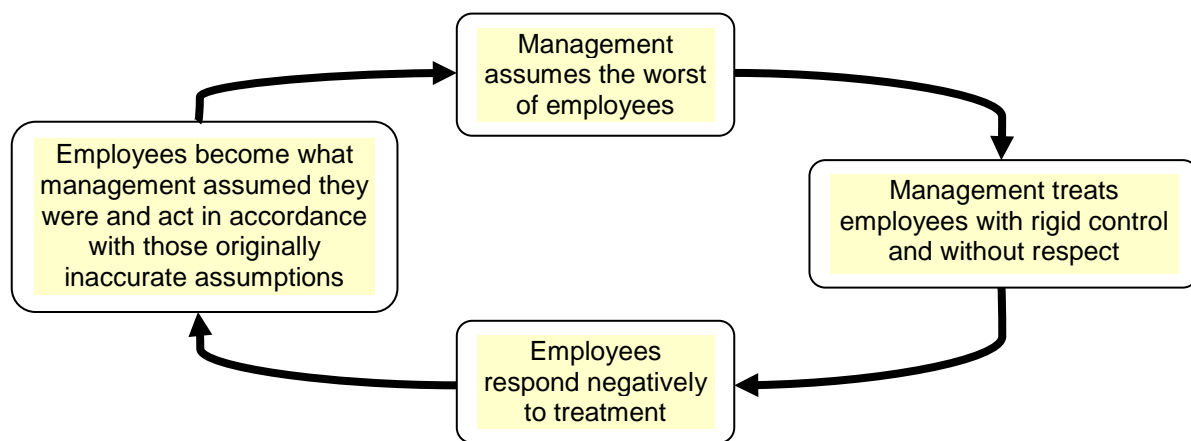 Management
assumes the worst
of employees
Management treats
employees with rigid control
and without respect
Employees
respond negatively
to treatment
Employees become what
management assumed they
were and act in accordance
with those originally
inaccurate assumptions